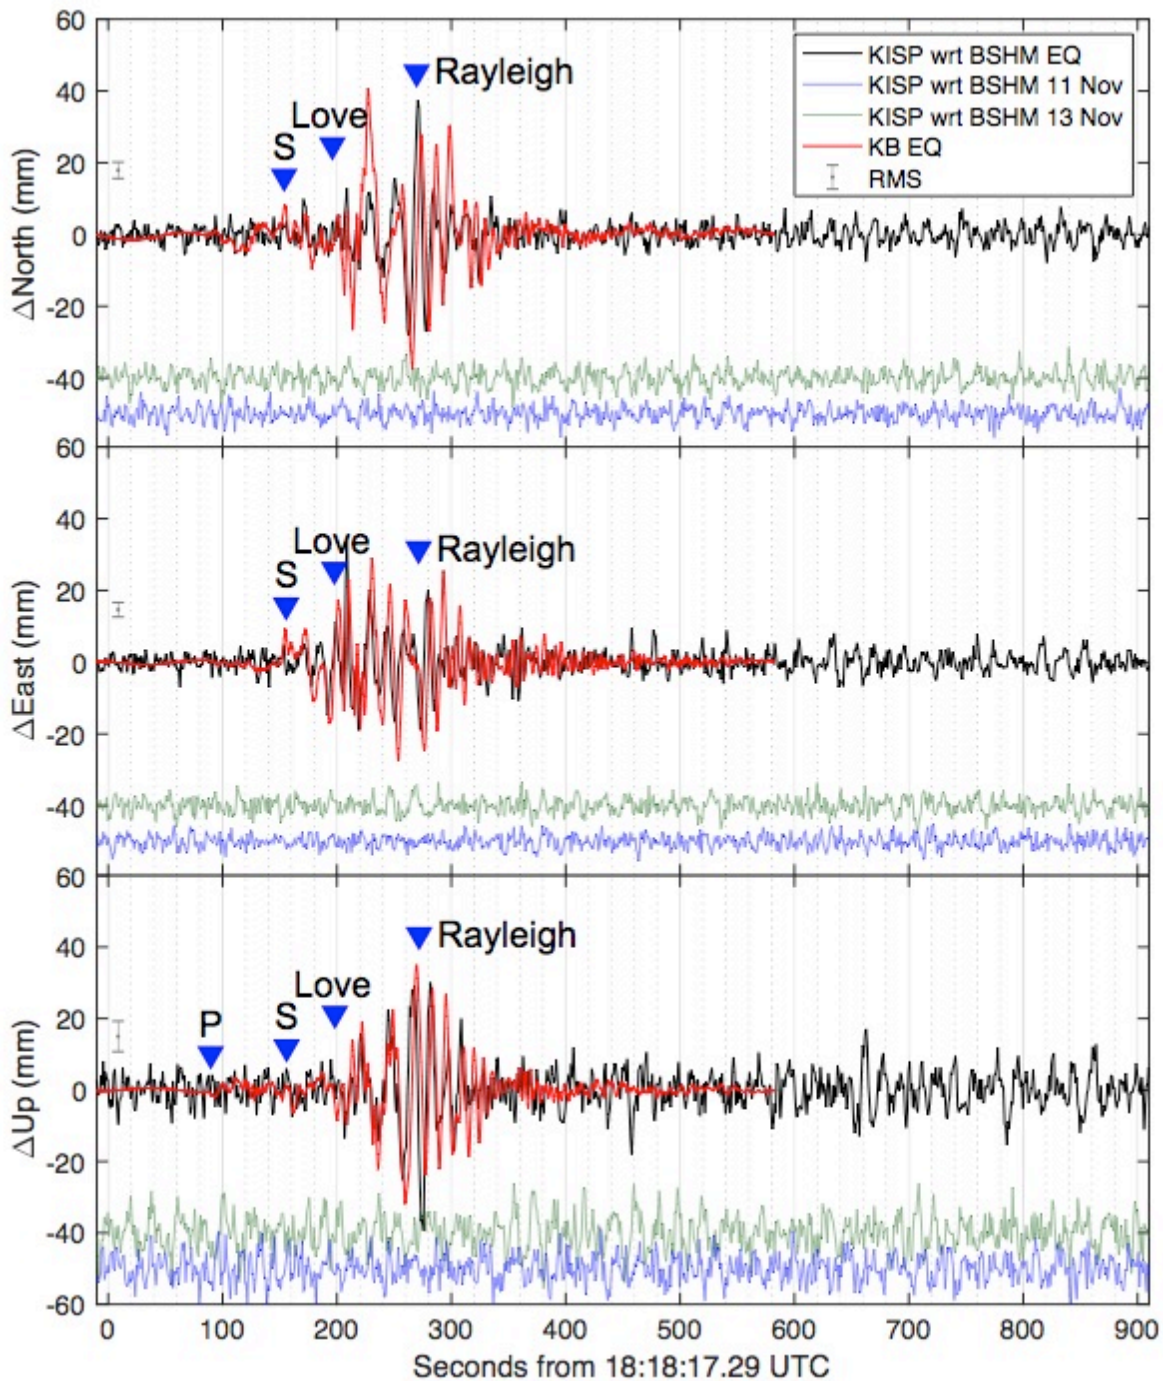 60
40
20
0
-20
-40
ΔNorth (mm)
S
Love
Rayleigh
KISP wrt BSHM EQ
KISP wrt BSHM 11 Nov
KISP wrt BSHM 13 Nov
KB EQ
RMS
60
40
20
0
-20
-40
ΔEast (mm)
S
Love
Rayleigh
60
40
20
0
-20
-40
-60
ΔUp (mm)
P
S
Love
Rayleigh
0 100 200 300 400 500 600 700 800 900
Seconds from 18:18:17.29 UTC